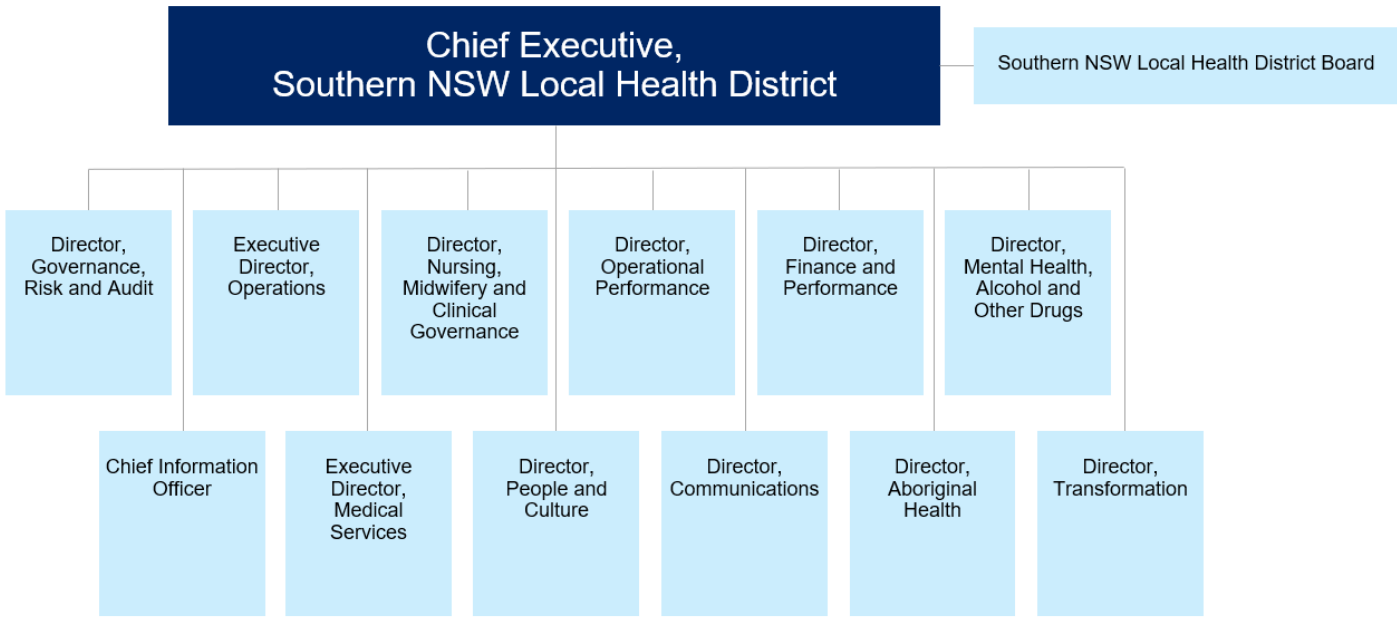 Chief Executive,
Southern NSW Local Health District
Southern NSW Local Health District Board
Director,
Governance,
Risk and Audit
Executive
Director,
Operations
Director,
Nursing,
Midwifery and
Clinical
Governance
Director,
Operational
Performance
Director,
Finance and
Performance
Director,
Mental Health,
Alcohol and
Other Drugs
Chief Information
Officer
Executive
Director,
Medical
Services
Director,
People and
Culture
Director,
Communications
Director,
Aboriginal
Health
Director,
Transformation